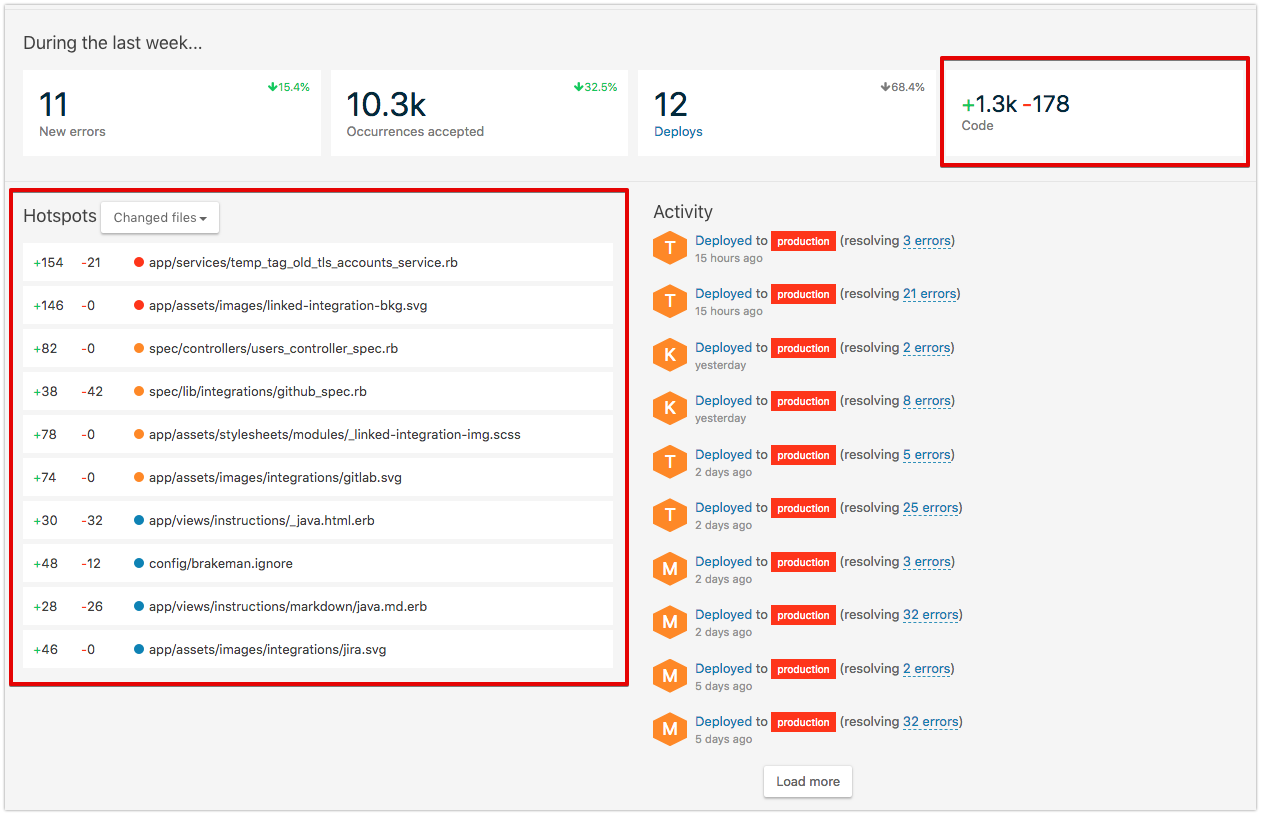 During the last week...
11
15.4%
New errors
10.3k
32.5%
Occurrences accepted
12
68.4%
Deploys
+1.3k -178
Code
Hotspots Changed files
+154 -21 app/services/temp_tag_old_tls_accounts_service.rb
+146 -0 app/assets/images/linked-integration-bkg.svg
+82 -0 spec/controllers/users_controller_spec.rb
+38 -42 spec/lib/integrations/github_spec.rb
+78 -0 app/assets/stylesheets/modules/_linked-integration-img.scss
+74 -0 app/assets/images/integrations/gitlab.svg
+30 -32 app/views/instructions/_java.html.erb
+48 -12 config/brakeman.ignore
+28 -26 app/views/instructions/markdown/java.md.erb
+46 -0 app/assets/images/integrations/jira.svg
Activity
T Deployed to production (resolving 3 errors)
15 hours ago
T Deployed to production (resolving 21 errors)
15 hours ago
K Deployed to production (resolving 2 errors)
yesterday
K Deployed to production (resolving 8 errors)
yesterday
T Deployed to production (resolving 5 errors)
2 days ago
T Deployed to production (resolving 25 errors)
2 days ago
M Deployed to production (resolving 3 errors)
2 days ago
M Deployed to production (resolving 32 errors)
2 days ago
M Deployed to production (resolving 2 errors)
5 days ago
M Deployed to production (resolving 32 errors)
5 days ago
Load more